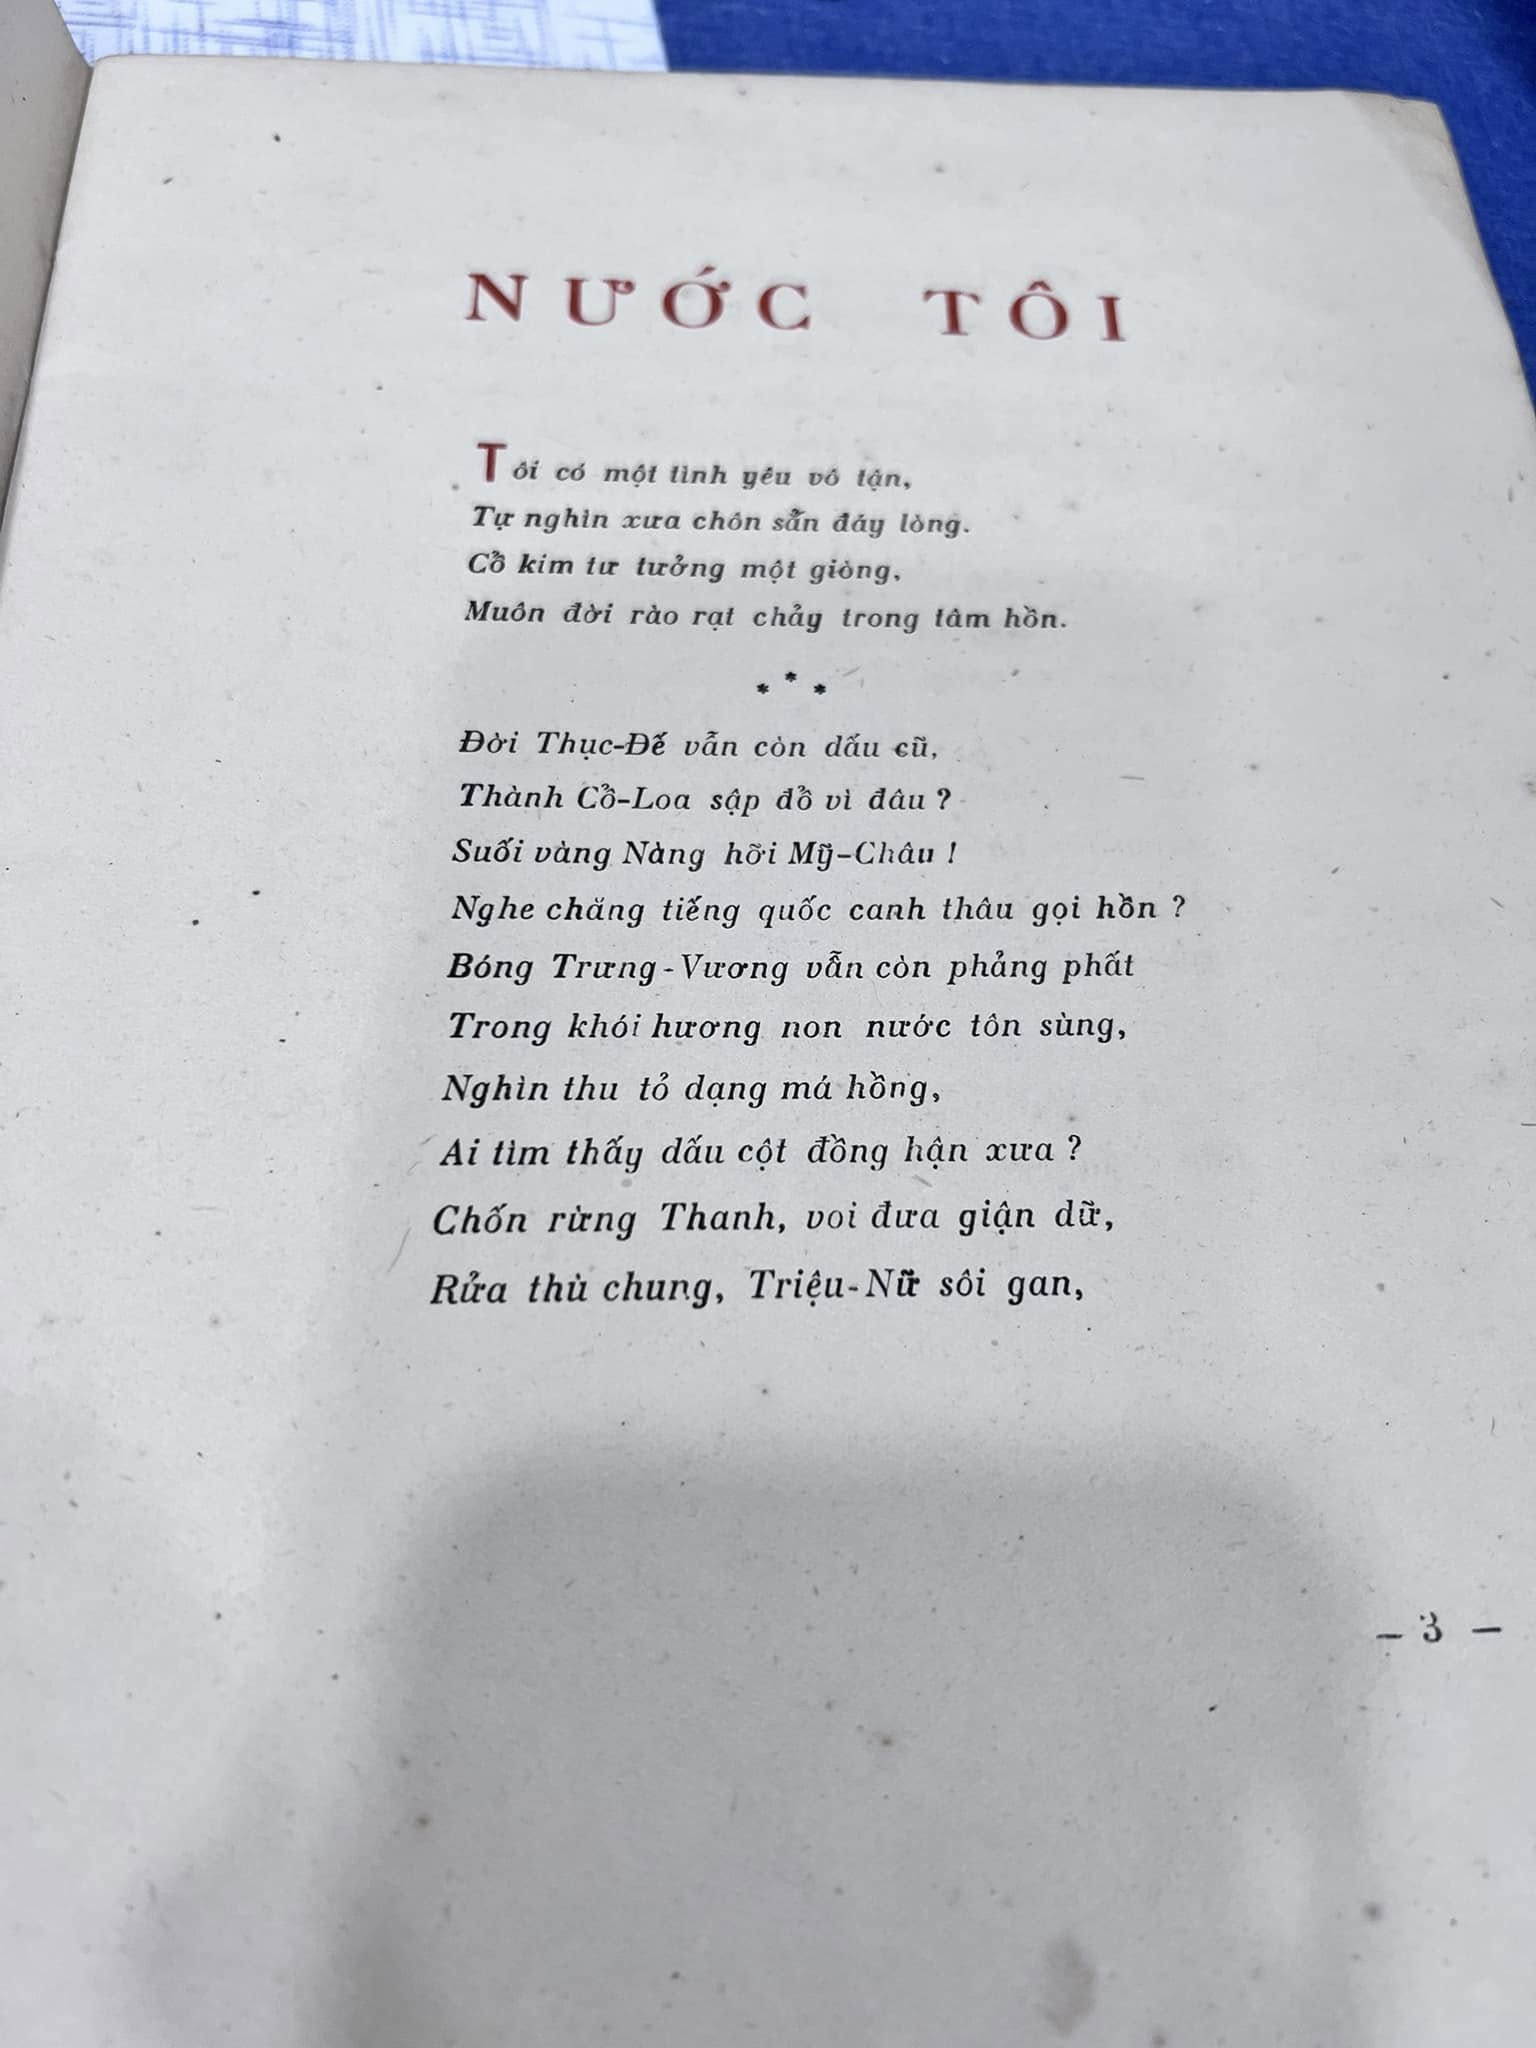 NƯỚC TÔI
Tôi có một tình yêu vô tận,
Tự nghìn xưa chôn sẵn đáy lòng.
Cổ kim tư tưởng một giòng,
Muôn đời rào rạt chảy trong tâm hồn.
* * *
Đời Thục-Đế vẫn còn dấu cũ,
Thành Cổ-Loa sập đổ vì đâu ?
Suối vàng Nàng hỡi Mỹ-Châu !
Nghe chăng tiếng quốc canh thâu gọi hồn ?
Bóng Trưng-Vương vẫn còn phảng phất
Trong khói hương non nước tôn sùng,
Nghìn thu tỏ dạng má hồng,
Ai tìm thấy dấu cột đồng hận xưa ?
Chốn rừng Thanh, voi đưa giận dữ,
Rửa thù chung, Triệu-Nữ sôi gan,
– 3 –